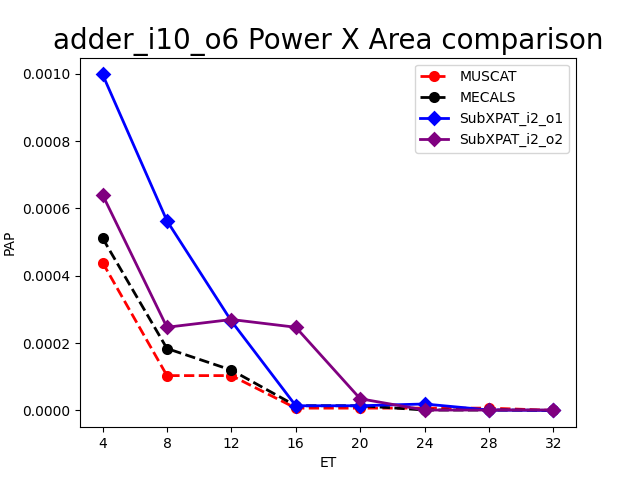 adder_i10_o6 Power X Area comparison
MUSCAT
MECALS
SubXPAT_i2_o1
SubXPAT_i2_o2
PAP
0.0010
0.0008
0.0006
0.0004
0.0002
0.0000
4 8 12 16 20 24 28 32
ET